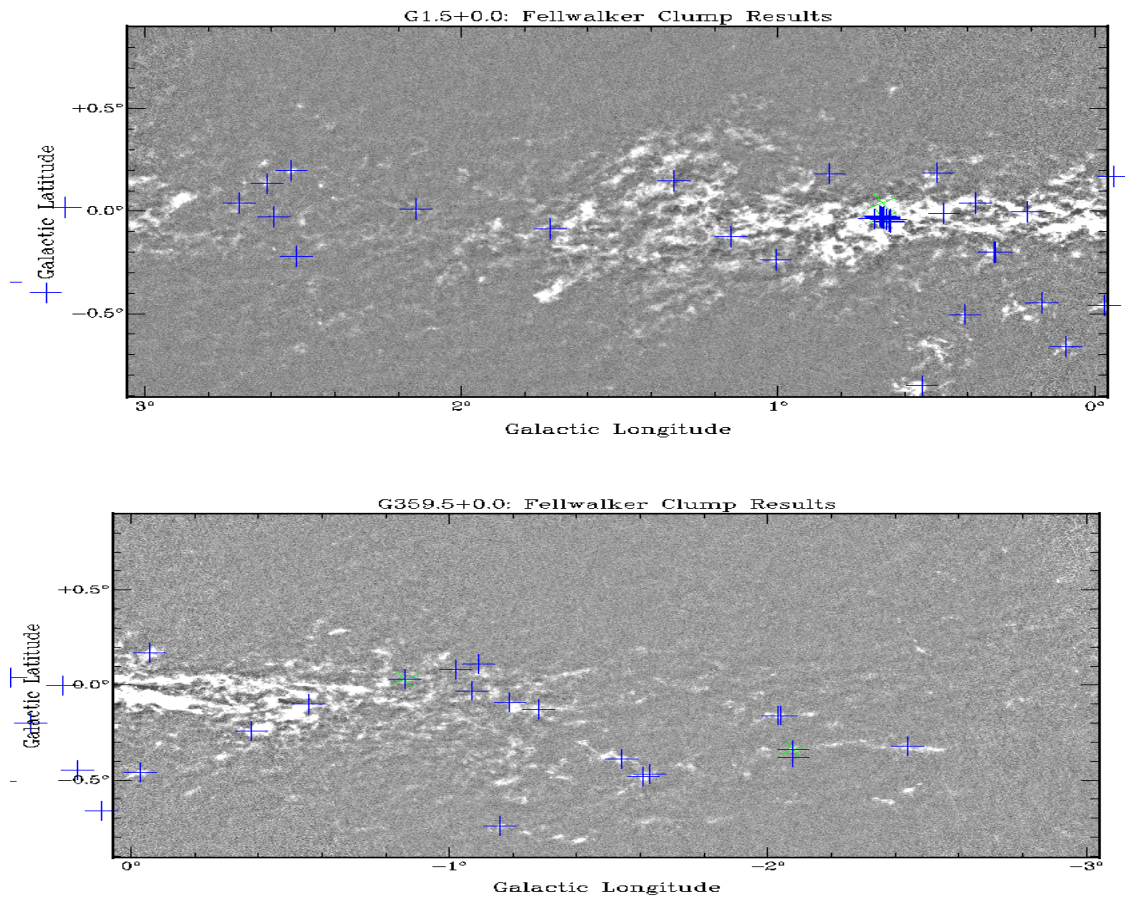 G1.5+0.0: Fellwalker Clump Results
+0.5°
0.0°
−0.5°
Galactic Latitude
3° 2° 1° 0°
Galactic Longitude
G359.5+0.0: Fellwalker Clump Results
+0.5°
0.0°
−0.5°
Galactic Latitude
0° −1° −2° −3°
Galactic Longitude